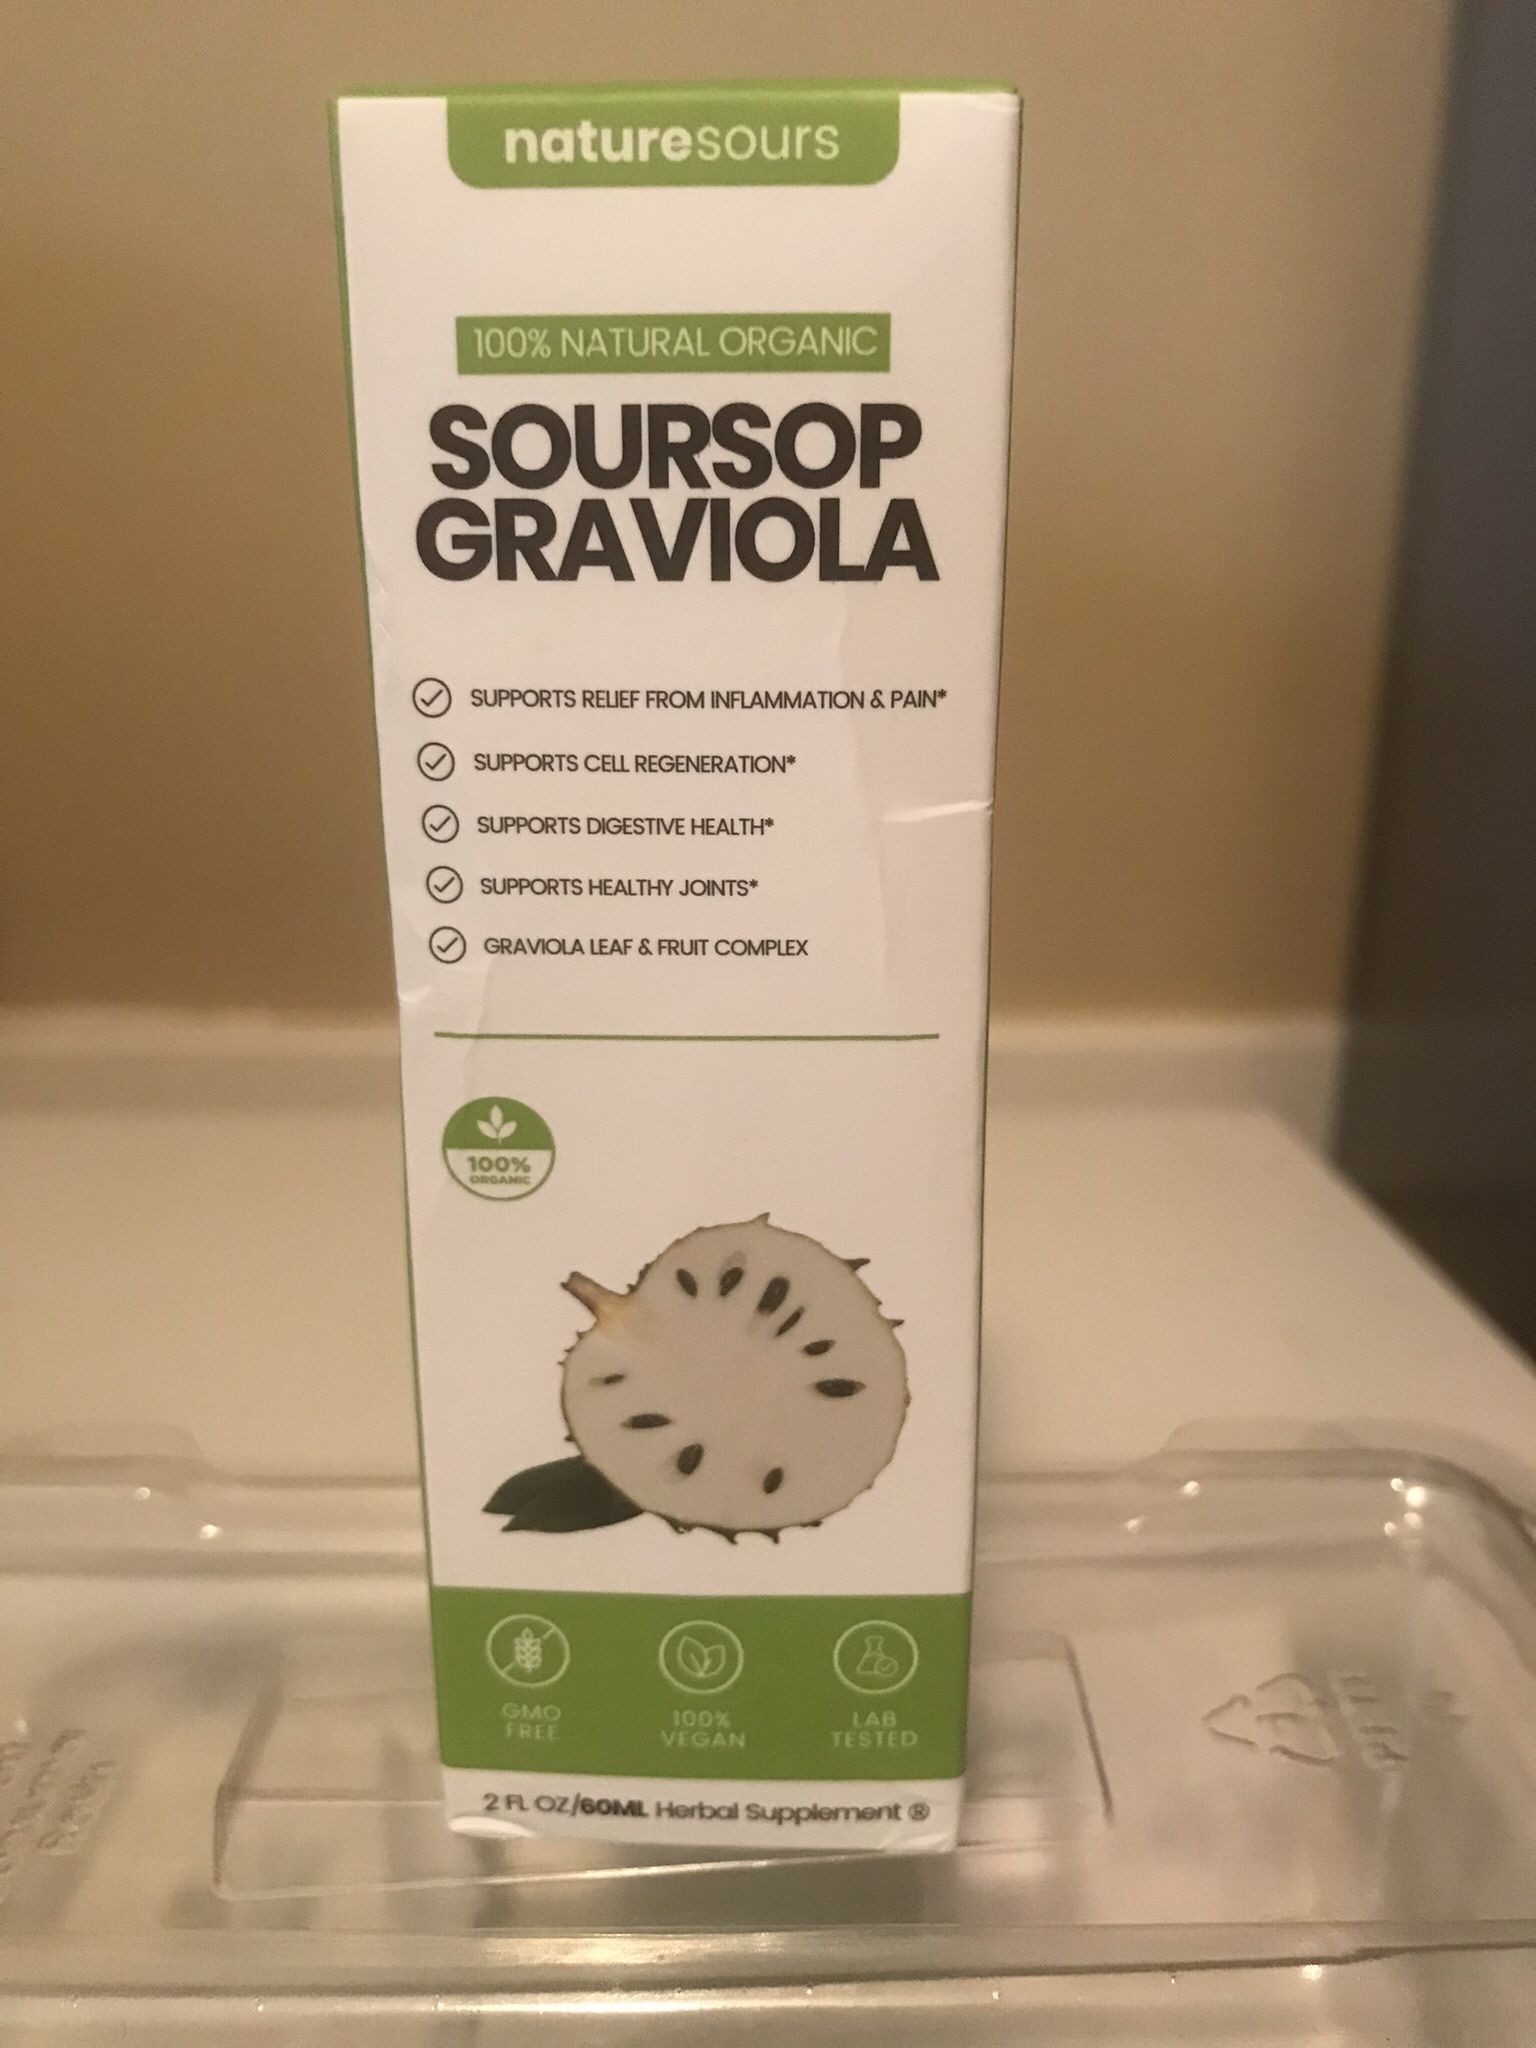 naturesours
100% NATURAL ORGANIC
SOURSOP
GRAVIOLA
SUPPORTS RELIEF FROM INFLAMMATION & PAIN*
SUPPORTS CELL REGENERATION*
SUPPORTS DIGESTIVE HEALTH*
SUPPORTS HEALTHY JOINTS*
GRAVIOLA LEAF & FRUIT COMPLEX
100%
ORGANIC
GMO
FREE
100%
VEGAN
LAB
TESTED
2 FL OZ/60ML Herbal Supplement ®